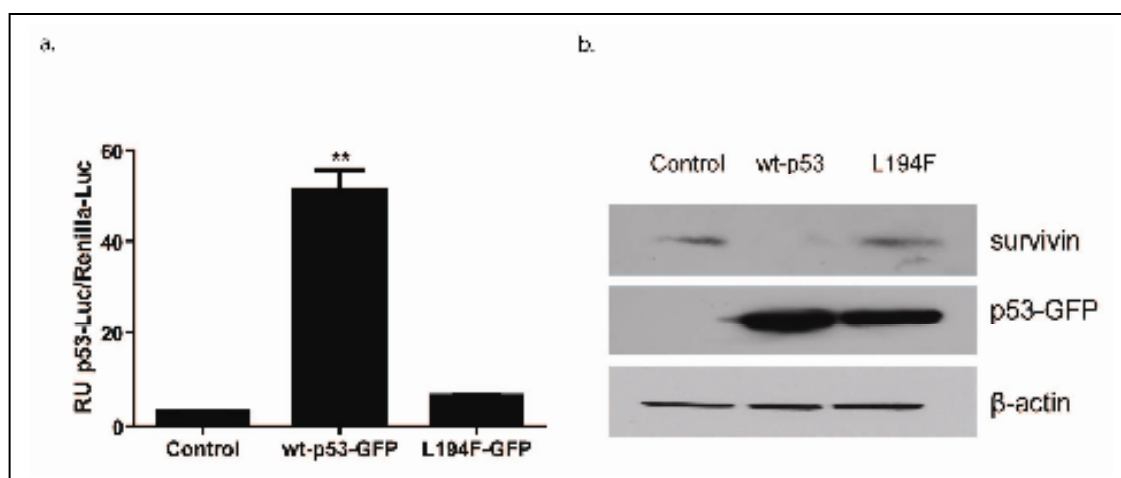 a.
60
40
20
0
RU p53-Luc/Renilla-Luc
**
Control wt-p53-GFP L194F-GFP
b.
Control wt-p53 L194F
survivin
p53-GFP
β-actin